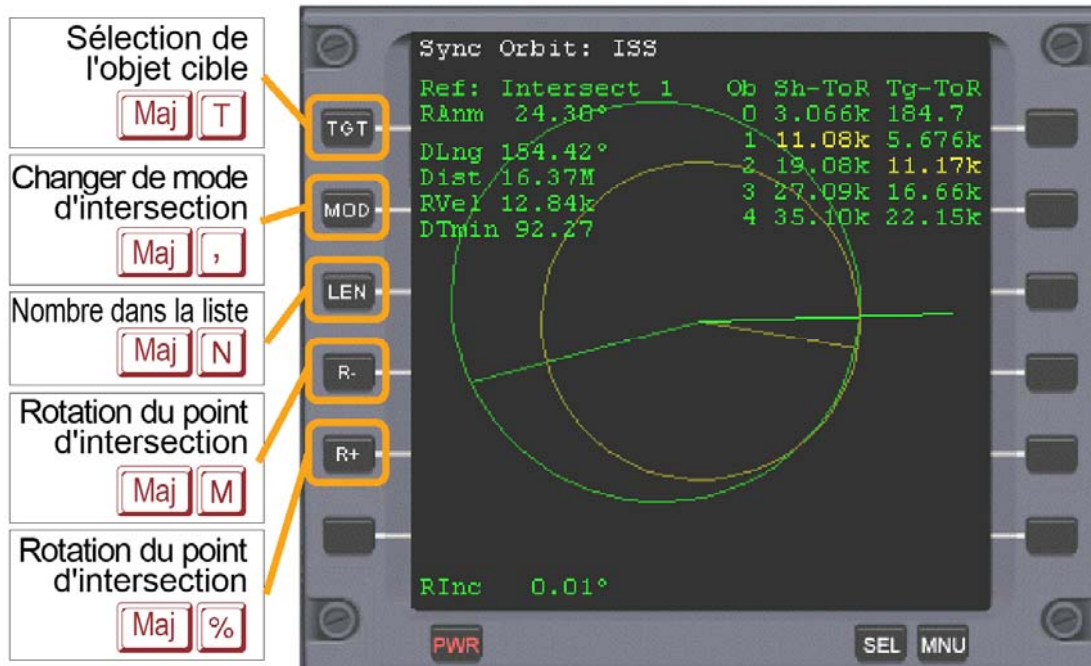 Sélection de
l'objet cible
Maj T
Changer de mode
d'intersection
Maj ,
Nombre dans la liste
Maj N
Rotation du point
d'intersection
Maj M
Rotation du point
d'intersection
Maj %
TGT
MOD
LEN
R-
R+
Sync Orbit: ISS
Ref: Intersect 1
RAnm 24.38°
DLng 154.42°
Dist 16.37M
RVel 12.84k
DTmin 92.27
Ob Sh-ToR Tg-ToR
0 3.066k 184.7
1 11.08k 5.676k
2 19.08k 11.17k
3 27.09k 16.66k
4 35.10k 22.15k
RInc 0.01°
PWR
SEL MNU